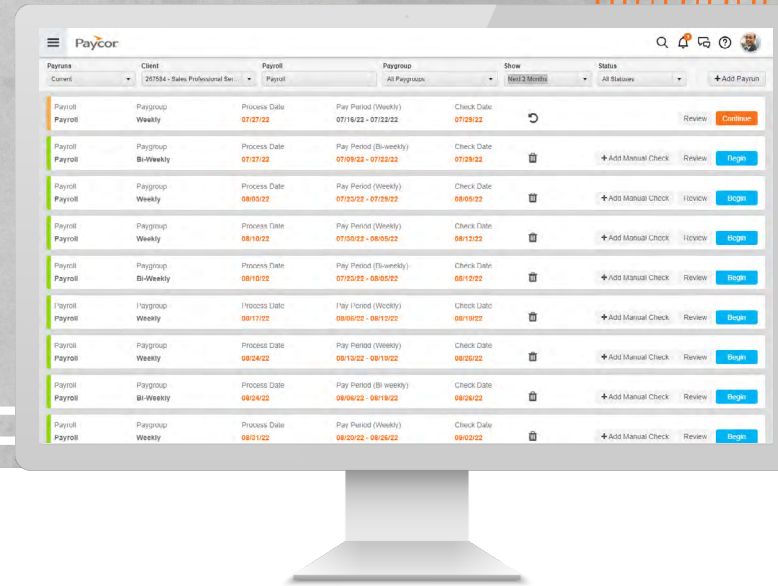 Paycor
3
Payruns Client Payroll Paygroup Show Status
Current 267584 - Sales Professional Ser... Payroll All Paygroups Next 2 Months All Statuses + Add Payrun
Payroll Paygroup Process Date Pay Period (Weekly) Check Date
Payroll Weekly 07/27/22 07/16/22 - 07/22/22 07/29/22 Review Continue
Payroll Paygroup Process Date Pay Period (Bi-weekly) Check Date
Payroll Bi-Weekly 07/27/22 07/09/22 - 07/22/22 07/29/22 + Add Manual Check Review Begin
Payroll Paygroup Process Date Pay Period (Weekly) Check Date
Payroll Weekly 08/03/22 07/23/22 - 07/29/22 08/05/22 + Add Manual Check Review Begin
Payroll Paygroup Process Date Pay Period (Weekly) Check Date
Payroll Weekly 08/10/22 07/30/22 - 08/05/22 08/12/22 + Add Manual Check Review Begin
Payroll Paygroup Process Date Pay Period (Bi-weekly) Check Date
Payroll Bi-Weekly 08/10/22 07/23/22 - 08/05/22 08/12/22 + Add Manual Check Review Begin
Payroll Paygroup Process Date Pay Period (Weekly) Check Date
Payroll Weekly 08/17/22 08/06/22 - 08/12/22 08/19/22 + Add Manual Check Review Begin
Payroll Paygroup Process Date Pay Period (Weekly) Check Date
Payroll Weekly 08/24/22 08/13/22 - 08/19/22 08/26/22 + Add Manual Check Review Begin
Payroll Paygroup Process Date Pay Period (Bi-weekly) Check Date
Payroll Bi-Weekly 08/24/22 08/06/22 - 08/19/22 08/26/22 + Add Manual Check Review Begin
Payroll Paygroup Process Date Pay Period (Weekly) Check Date
Payroll Weekly 08/31/22 08/20/22 - 08/26/22 09/02/22 + Add Manual Check Review Begin